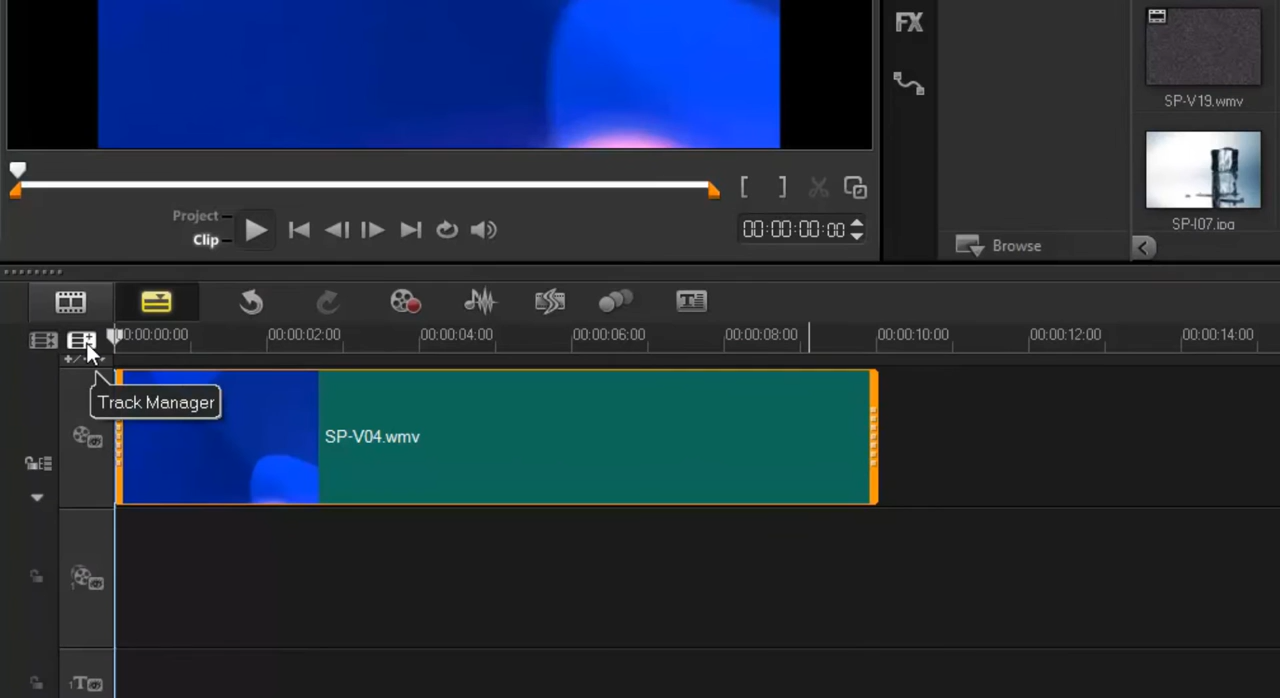 FX
SP-V19.wmv
SP-I07.jpg
Project
Clip
[ ]
00:00:00:00
Browse
00:00:00:00 00:00:02:00 00:00:04:00 00:00:06:00 00:00:08:00 00:00:10:00 00:00:12:00 00:00:14:00
Track Manager
SP-V04.wmv
1
1T